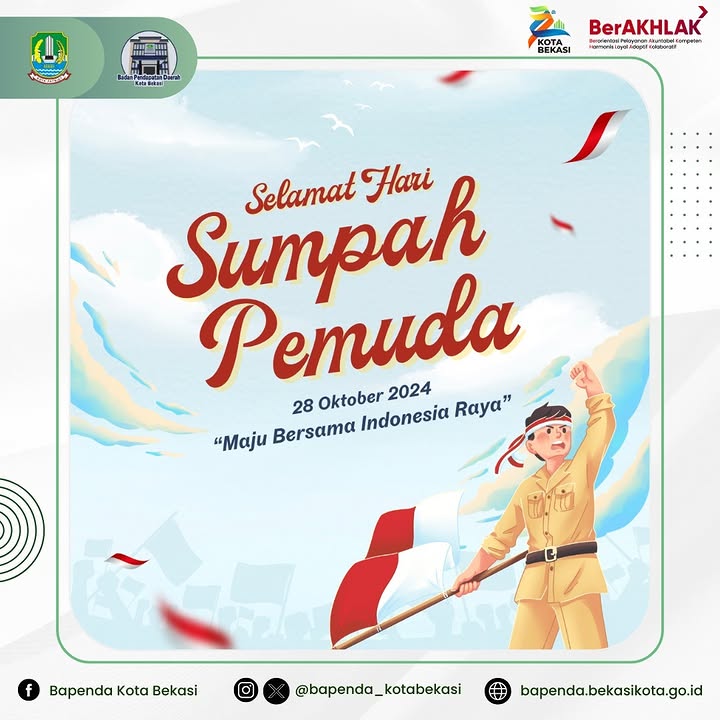 Badan Pendapatan Daerah
Kota Bekasi
KOTA
BEKASI
BerAKHLAK
Berorientasi Pelayanan Akuntabel Kompeten
Harmonis Loyal Adaptif Kolaboratif
Selamat Hari
Sumpah
Pemuda
28 Oktober 2024
“Maju Bersama Indonesia Raya”
Bapenda Kota Bekasi
@bapenda_kotabekasi
bapenda.bekasikota.go.id